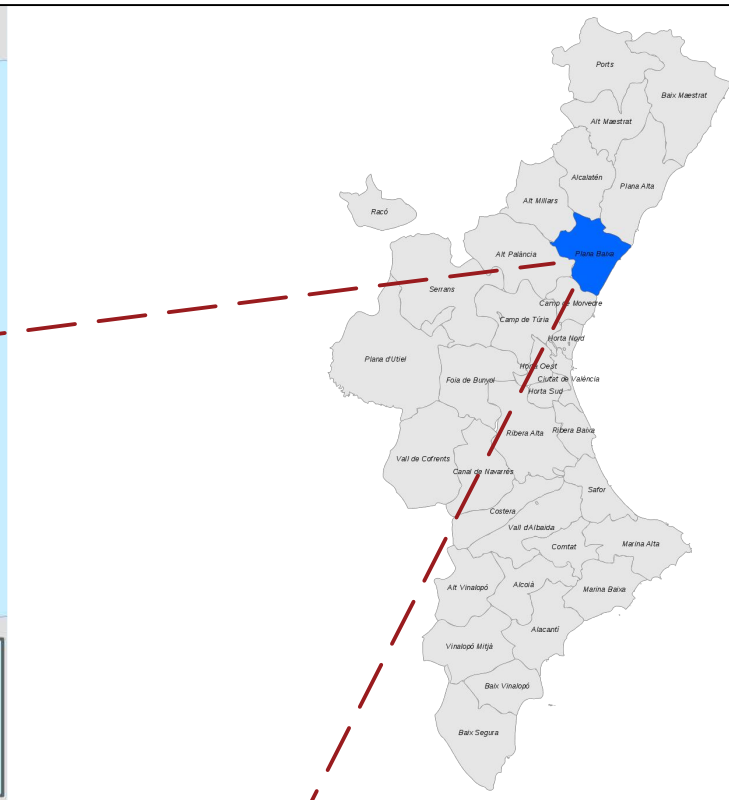 Ports
Baix Maestrat
Alt Maestrat
Alcalatén
Plana Alta
Alt Millars
Racó
Alt Palància
Plana Baixa
Serrans
Camp de Morvedre
Camp de Túria
Horta Nord
Plana d'Utiel
Horta Oest
Foia de Bunyol
Ciutat de València
Horta Sud
Ribera Baixa
Ribera Alta
Vall de Cofrents
Canal de Navarrés
Safor
Costera
Vall dAlbaida
Comtat
Marina Alta
Alt Vinalopó
Alcoià
Marina Baixa
Alacantí
Vinalopó Mitjà
Baix Vinalopó
Baix Segura